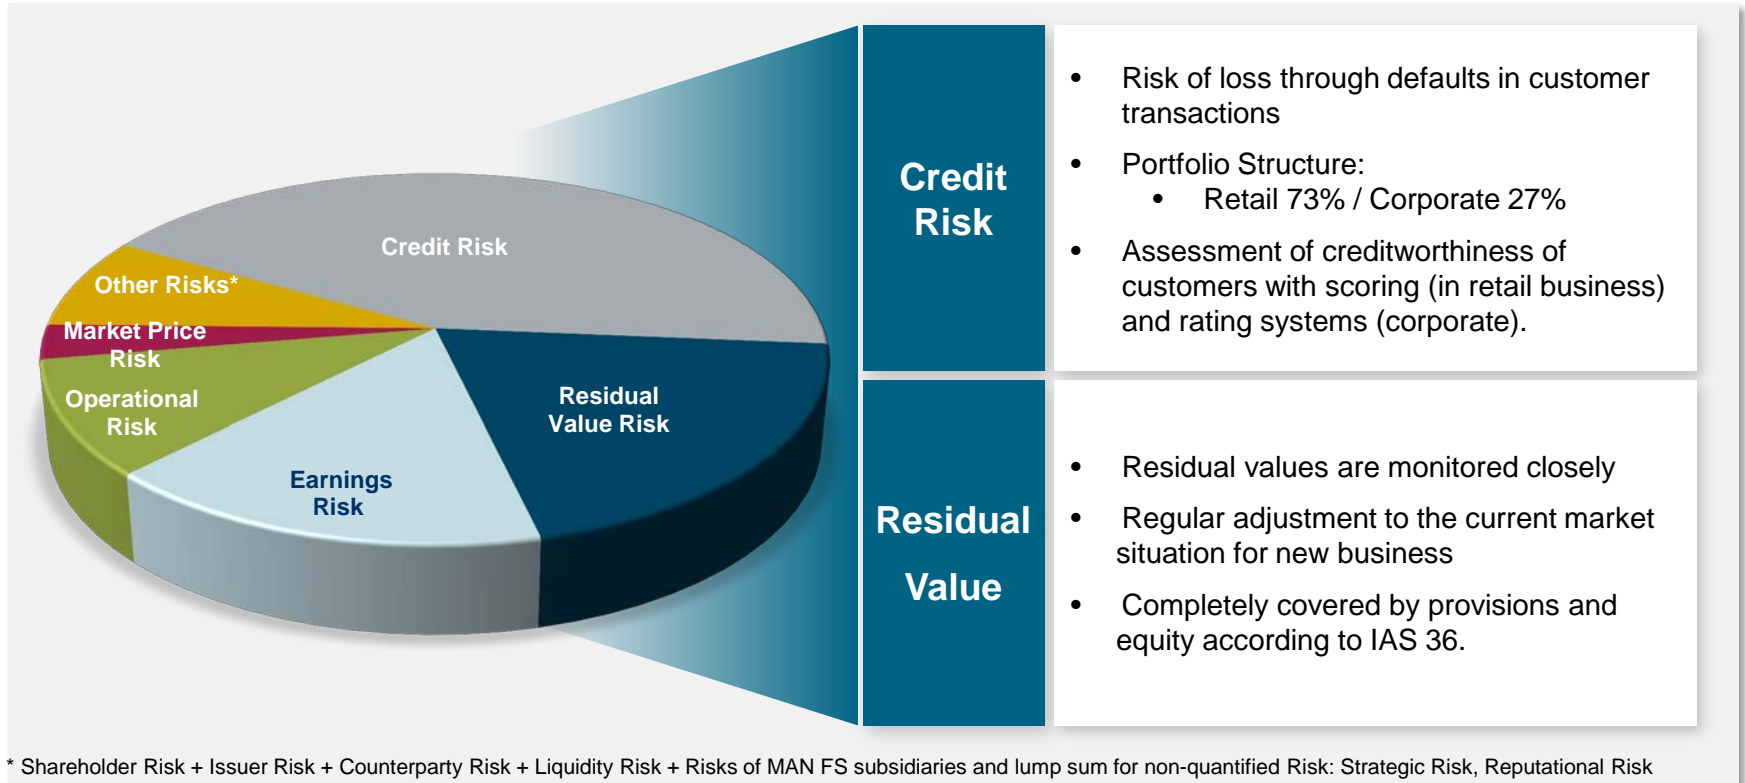 Credit Risk
Other Risks*
Market Price
Risk
Operational
Risk
Earnings
Risk
Residual
Value Risk
Credit
Risk
• Risk of loss through defaults in customer
transactions
• Portfolio Structure:
• Retail 73% / Corporate 27%
• Assessment of creditworthiness of
customers with scoring (in retail business)
and rating systems (corporate).
Residual
Value
• Residual values are monitored closely
• Regular adjustment to the current market
situation for new business
• Completely covered by provisions and
equity according to IAS 36.
* Shareholder Risk + Issuer Risk + Counterparty Risk + Liquidity Risk + Risks of MAN FS subsidiaries and lump sum for non-quantified Risk: Strategic Risk, Reputational Risk